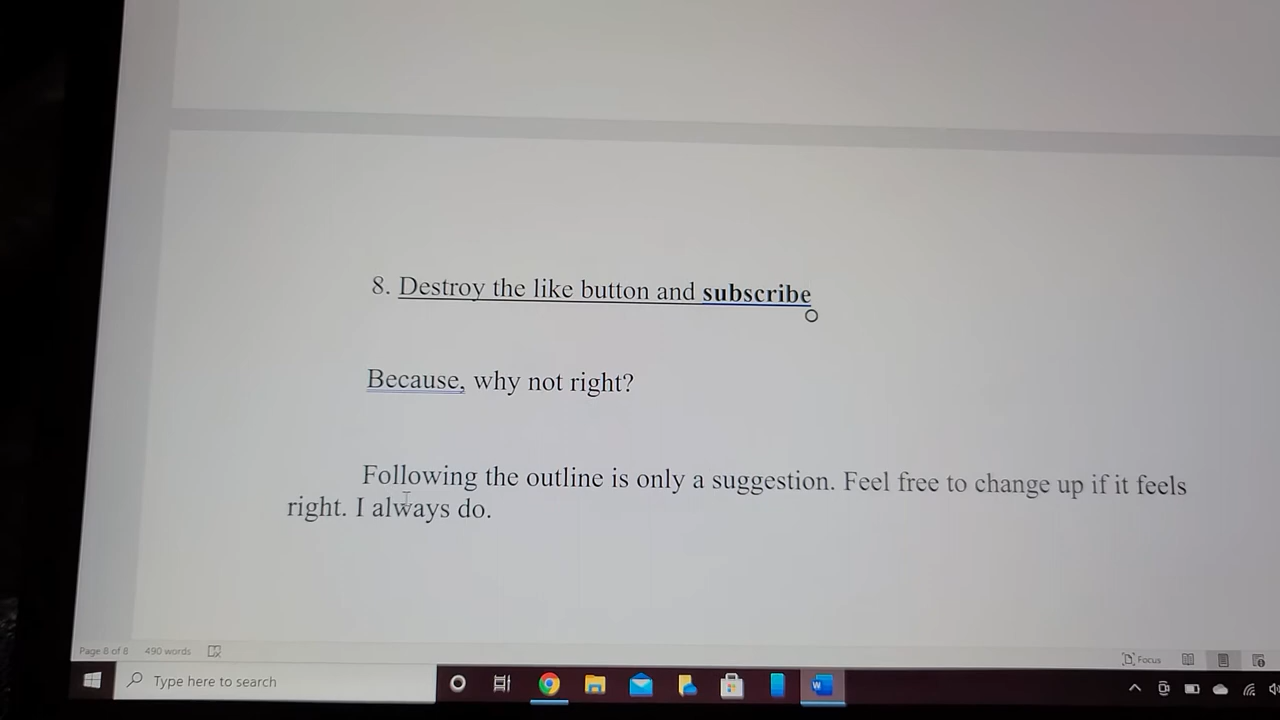 8. Destroy the like button and subscribe
Because, why not right?
Following the outline is only a suggestion. Feel free to change up if it feels
right. I always do.
Page 8 of 8 490 words
Focus
Type here to search